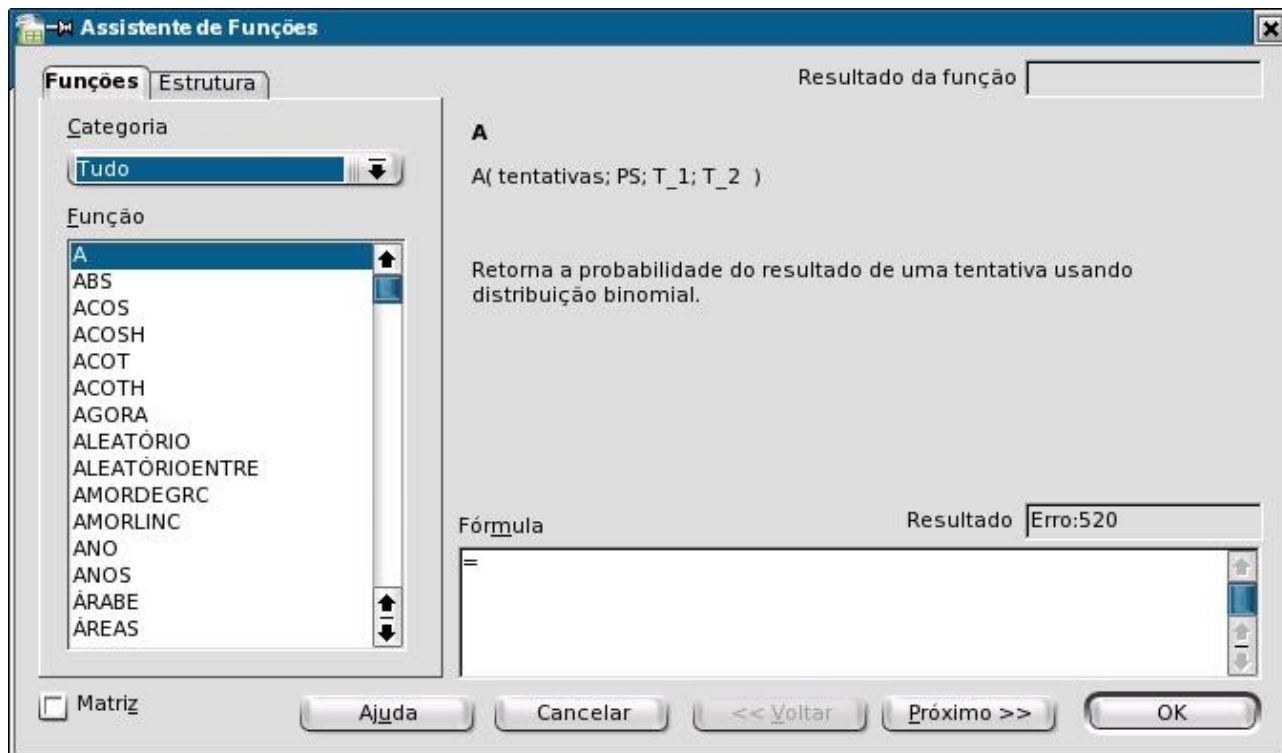 Assistente de Funções
Funções
Estrutura
Resultado da função
Categoria
Tudo
Função
A
ABS
ACOS
ACOSH
ACOT
ACOTH
AGORA
ALEATÓRIO
ALEATÓRIOENTRE
AMORDEGRC
AMORLINC
ANO
ANOS
ÁRABE
ÁREAS
A
A( tentativas; PS; T_1; T_2 )
Retorna a probabilidade do resultado de uma tentativa usando
distribuição binomial.
Fórmula
Resultado
Erro:520
=
Matriz
Ajuda
Cancelar
<< Voltar
Próximo >>
OK